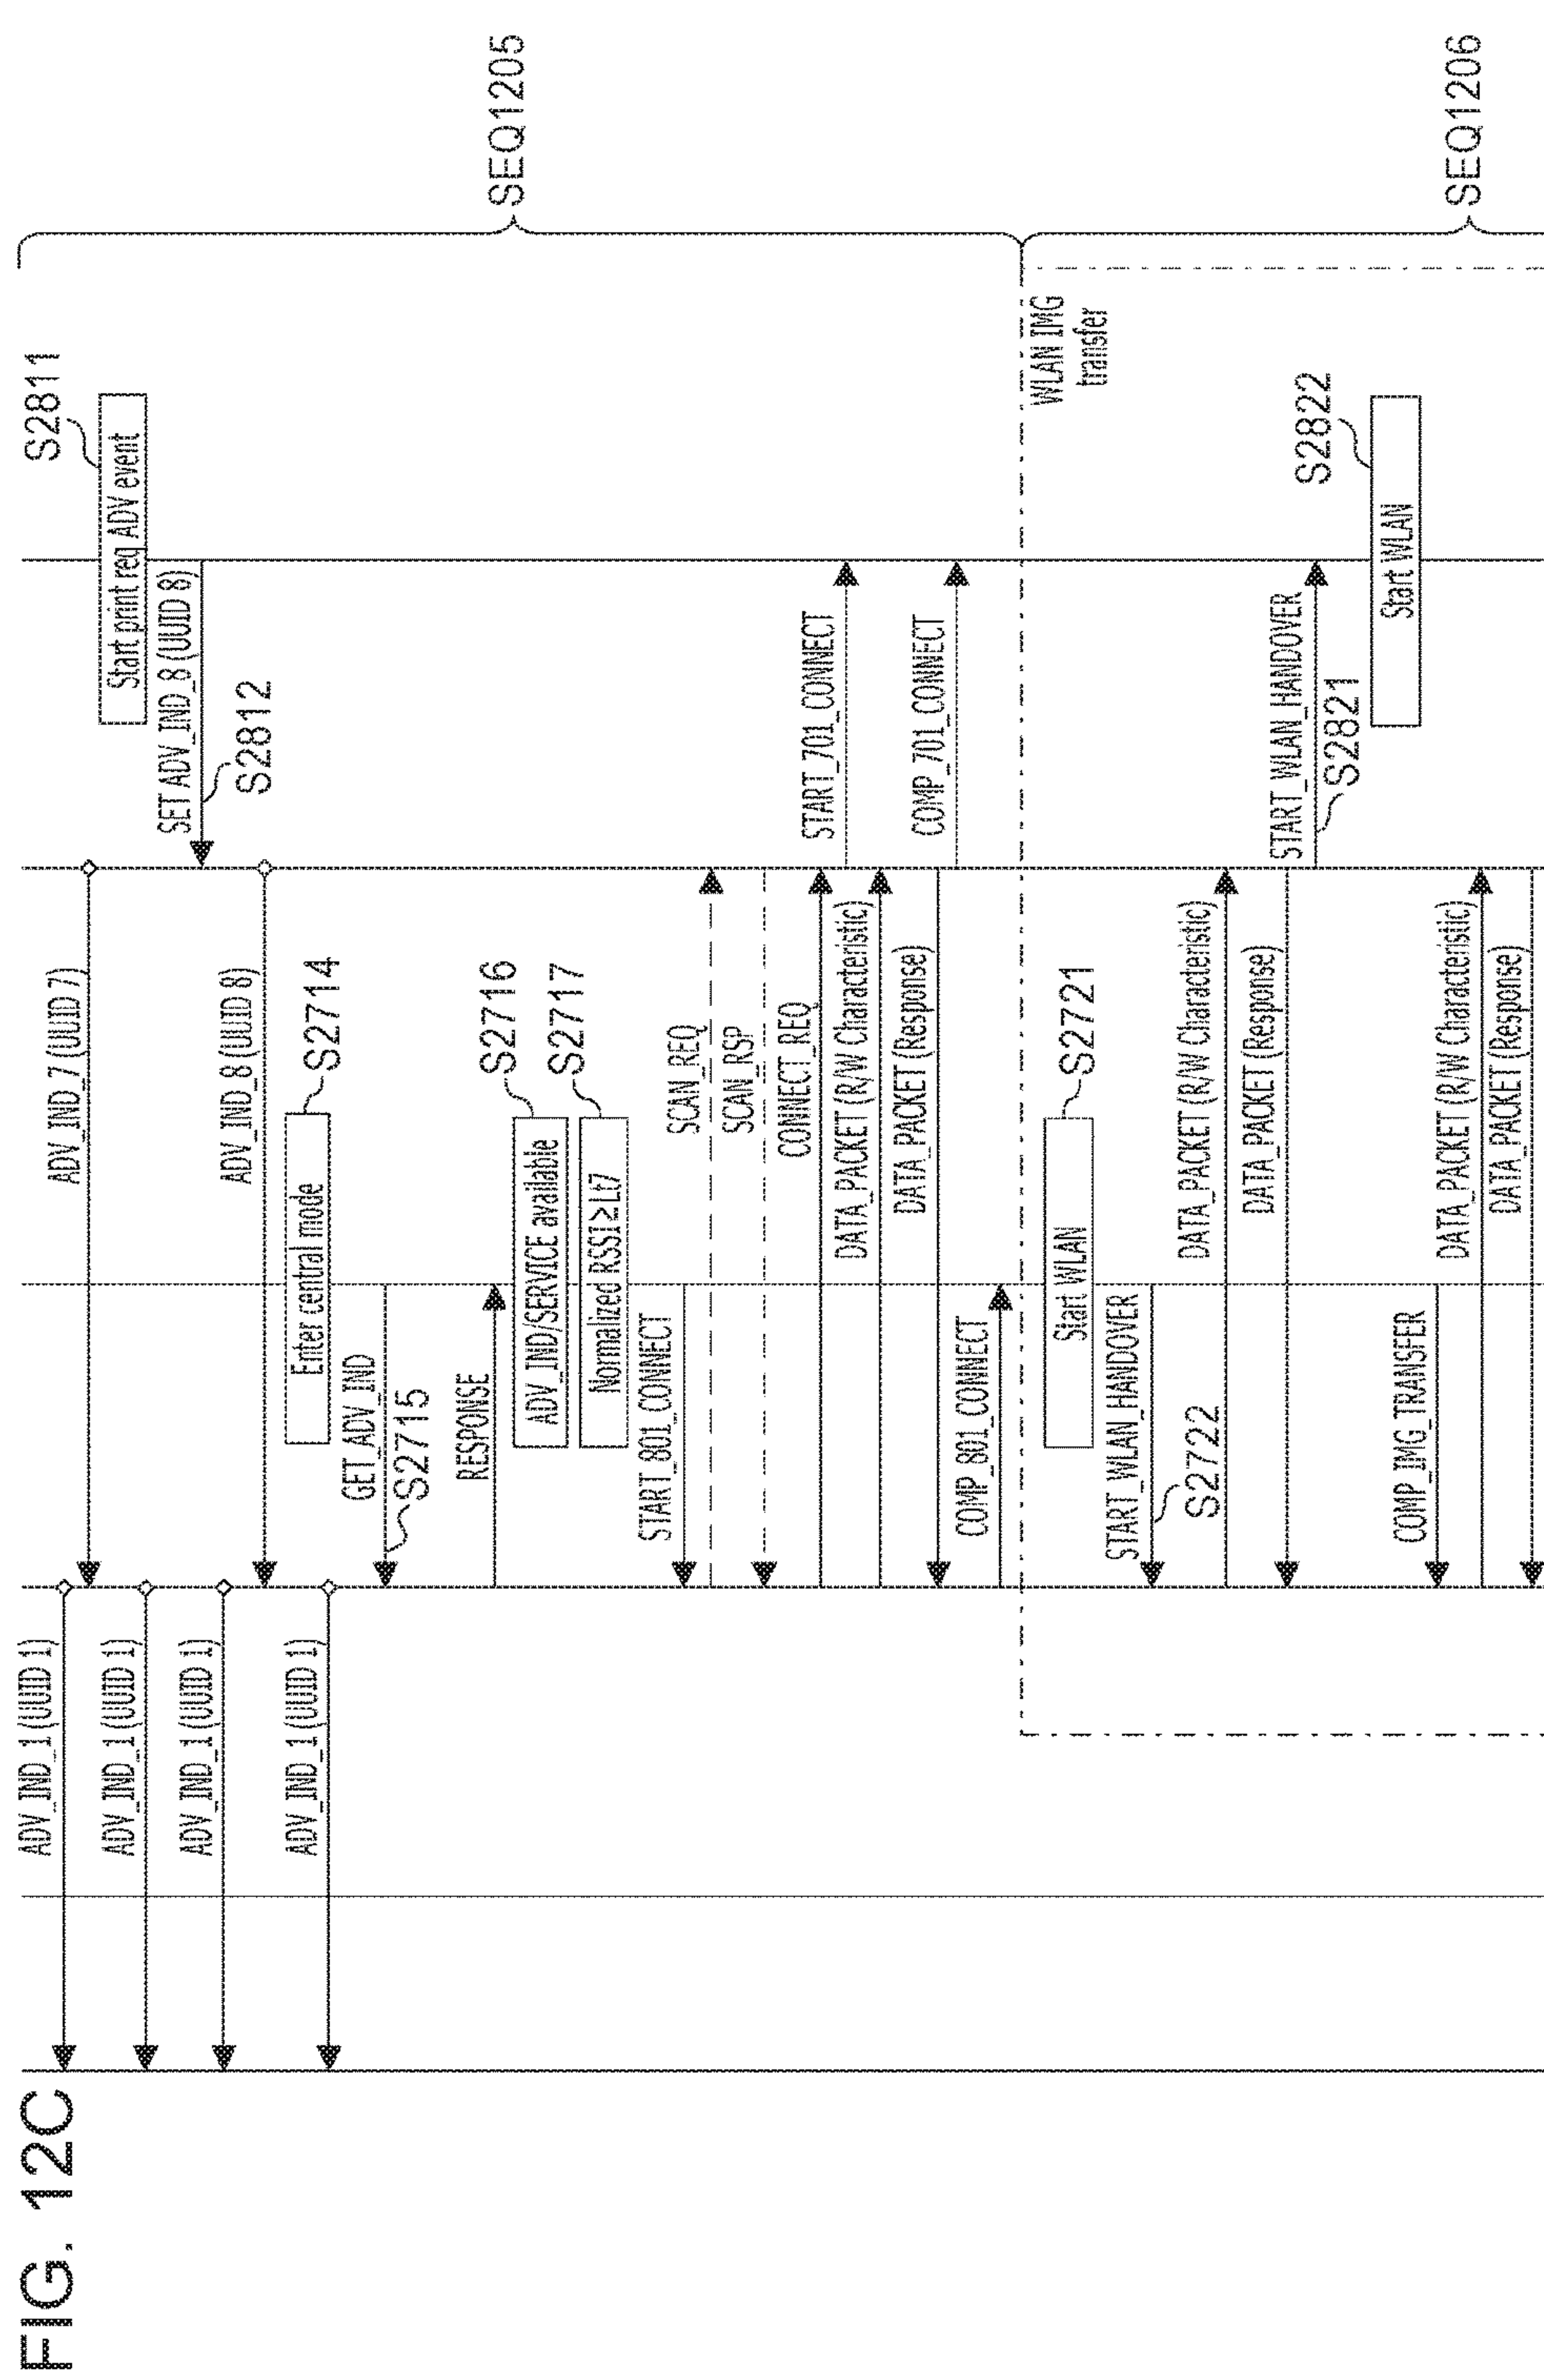 FIG. 12C
ADV_IND_1 (UUID 1)
ADV_IND_7 (UUID 7)
S2811
Start print req ADV event
ADV_IND_1 (UUID 1)
SET ADV_IND_8 (UUID 8)
S2812
ADV_IND_1 (UUID 1)
ADV_IND_8 (UUID 8)
ADV_IND_1 (UUID 1)
Enter central mode
S2714
GET_ADV_IND
S2715
RESPONSE
SEQ1205
ADV_IND/SERVICE available
S2716
Normalized RSSI≥Lt7
S2717
START_801_CONNECT
SCAN_REQ
SCAN_RSP
CONNECT_REQ
START_701_CONNECT
DATA_PACKET (R/W Characteristic)
DATA_PACKET (Response)
COMP_701_CONNECT
COMP_801_CONNECT
WLAN IMG
transfer
Start WLAN
S2721
START_WLAN_HANDOVER
S2722
DATA_PACKET (R/W Characteristic)
DATA_PACKET (Response)
START_WLAN_HANDOVER
S2821
S2822
Start WLAN
COMP_IMG_TRANSFER
SEQ1206
DATA_PACKET (R/W Characteristic)
DATA_PACKET (Response)